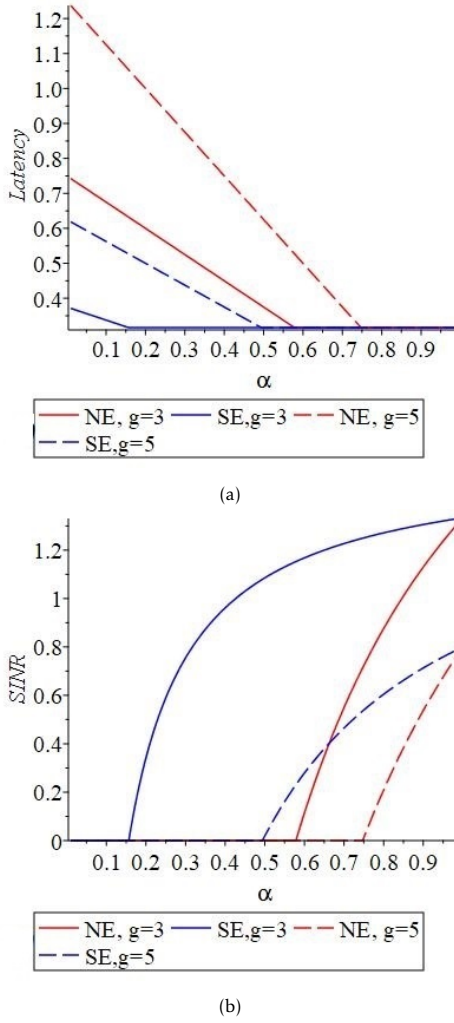 1.2
1.1
1.0
0.9
0.8
0.7
0.6
0.5
0.4
Latency
0.1 0.2 0.3 0.4 0.5 0.6 0.7 0.8 0.9
α
NE, g=3 SE,g=3 NE, g=5
SE,g=5
(a)
1.2
1
0.8
0.6
0.4
0.2
0
SINR
0.1 0.2 0.3 0.4 0.5 0.6 0.7 0.8 0.9
α
NE, g=3 SE,g=3 NE, g=5
SE,g=5
(b)